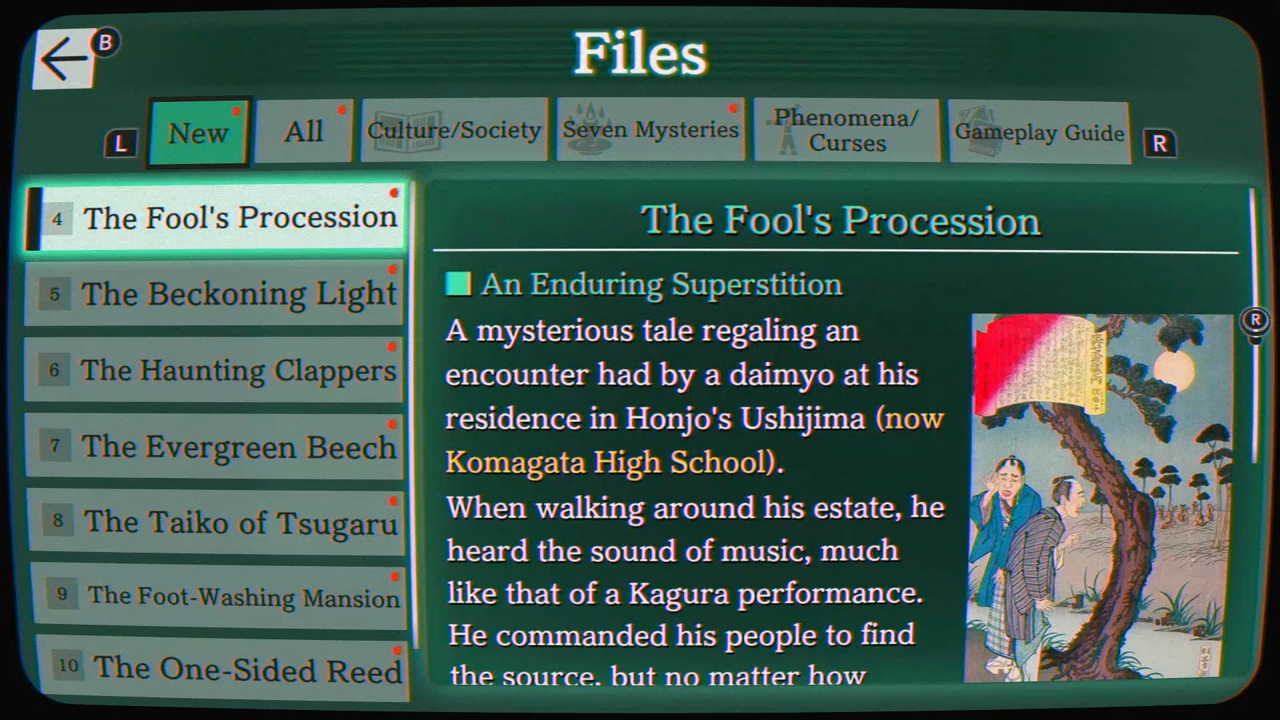 B
Files
L
New
All
Culture/Society
Seven Mysteries
Phenomena/
Curses
Gameplay Guide
R
4 The Fool's Procession
5 The Beckoning Light
6 The Haunting Clappers
7 The Evergreen Beech
8 The Taiko of Tsugaru
9 The Foot-Washing Mansion
10 The One-Sided Reed
The Fool's Procession
An Enduring Superstition
A mysterious tale regaling an
encounter had by a daimyo at his
residence in Honjo's Ushijima (now
Komagata High School).
When walking around his estate, he
heard the sound of music, much
like that of a Kagura performance.
He commanded his people to find
the source, but no matter how
R